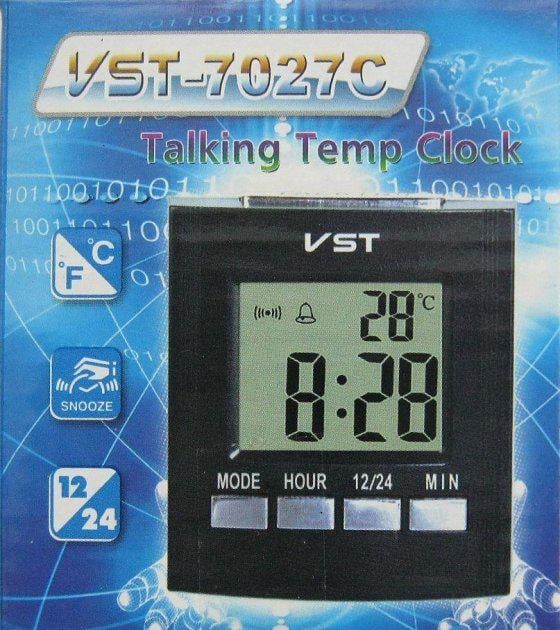 VST-7027C
Talking Temp Clock
VST
°C
°F
28°C
8:28
SNOOZE
MODE HOUR 12/24 MIN
12
24